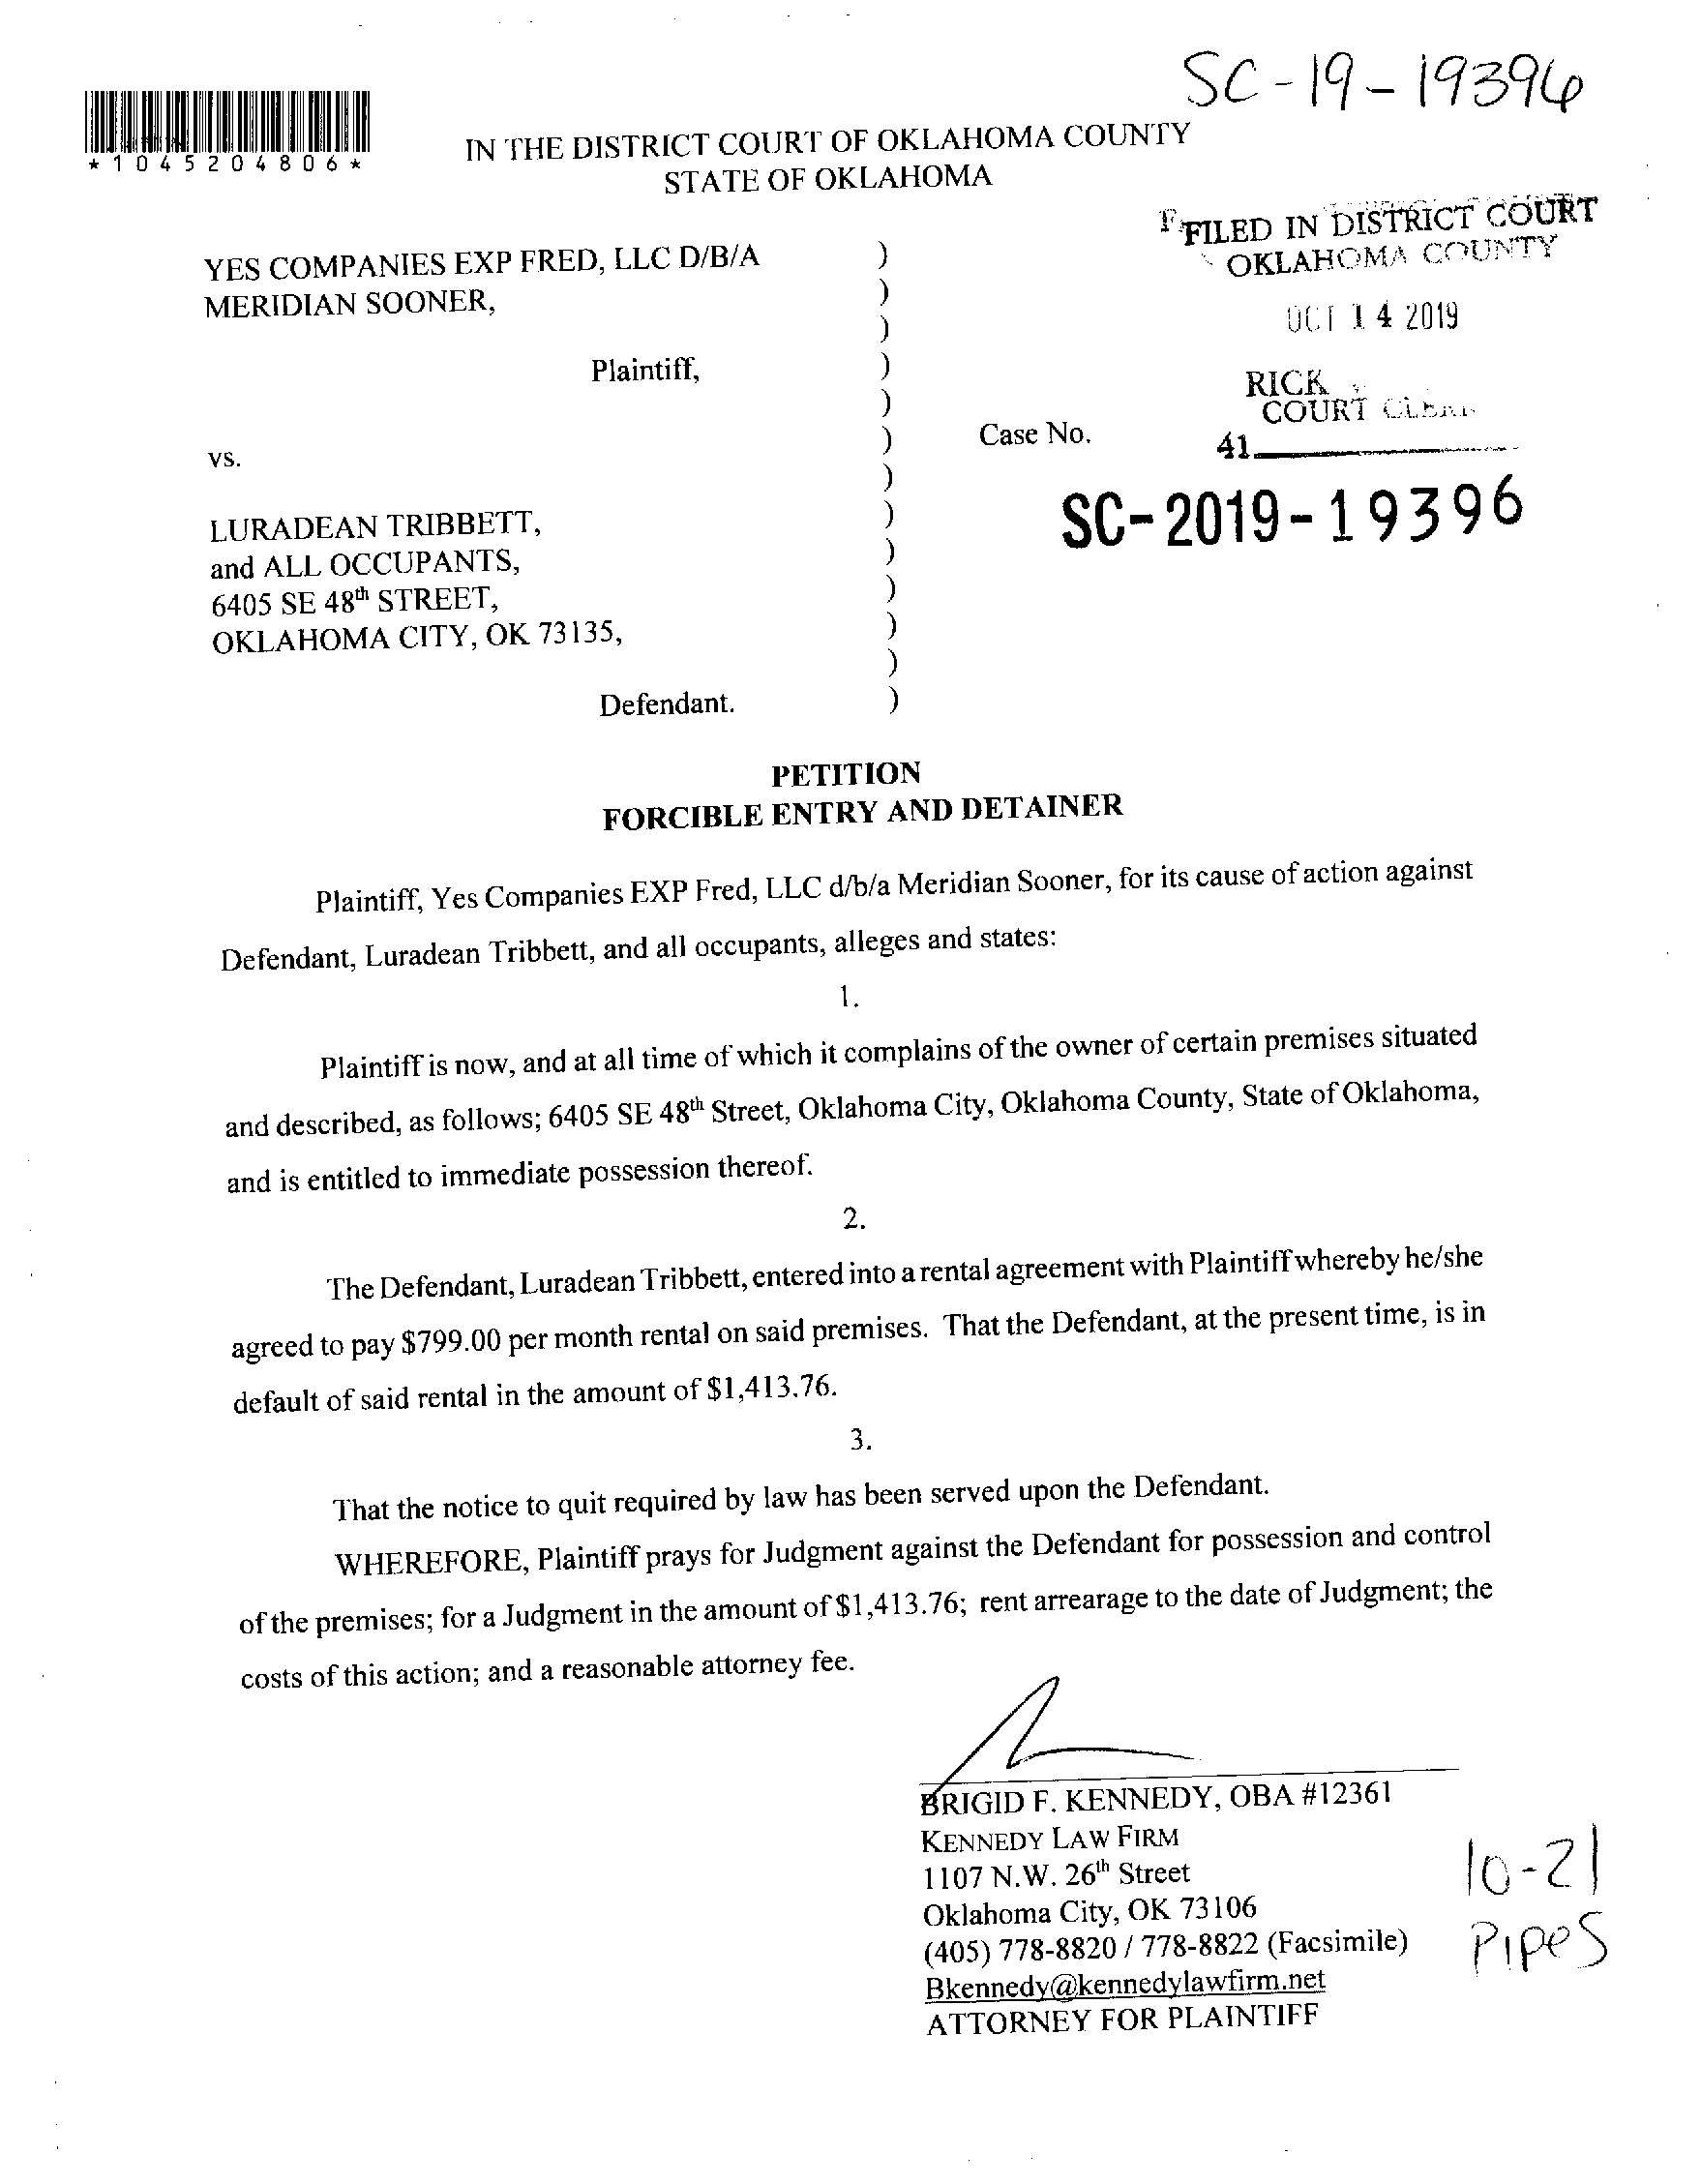 SC-19-19396
*1045204806*
IN THE DISTRICT COURT OF OKLAHOMA COUNTY
STATE OF OKLAHOMA
FILED IN DISTRICT COURT
OKLAHOMA COUNTY
OCT 14 2019
RICK
COURT CLERK
41
YES COMPANIES EXP FRED, LLC D/B/A )
MERIDIAN SOONER, )
)
Plaintiff, )
)
Case No.
vs. )
)
SC-2019-19396
LURADEAN TRIBBETT, )
and ALL OCCUPANTS, )
6405 SE 48th STREET, )
OKLAHOMA CITY, OK 73135, )
)
Defendant. )
PETITION
FORCIBLE ENTRY AND DETAINER
Plaintiff, Yes Companies EXP Fred, LLC d/b/a Meridian Sooner, for its cause of action against
Defendant, Luradean Tribbett, and all occupants, alleges and states:
1.
Plaintiff is now, and at all time of which it complains of the owner of certain premises situated
and described, as follows; 6405 SE 48th Street, Oklahoma City, Oklahoma County, State of Oklahoma,
and is entitled to immediate possession thereof.
2.
The Defendant, Luradean Tribbett, entered into a rental agreement with Plaintiff whereby he/she
agreed to pay $799.00 per month rental on said premises. That the Defendant, at the present time, is in
default of said rental in the amount of $1,413.76.
3.
That the notice to quit required by law has been served upon the Defendant.
WHEREFORE, Plaintiff prays for Judgment against the Defendant for possession and control
of the premises; for a Judgment in the amount of $1,413.76; rent arrearage to the date of Judgment; the
costs of this action; and a reasonable attorney fee.
BRIGID F. KENNEDY, OBA #12361
KENNEDY LAW FIRM
1107 N.W. 26th Street
Oklahoma City, OK 73106
(405) 778-8820 / 778-8822 (Facsimile)
Bkennedy@kennedylawfirm.net
ATTORNEY FOR PLAINTIFF
10-21
Pipes